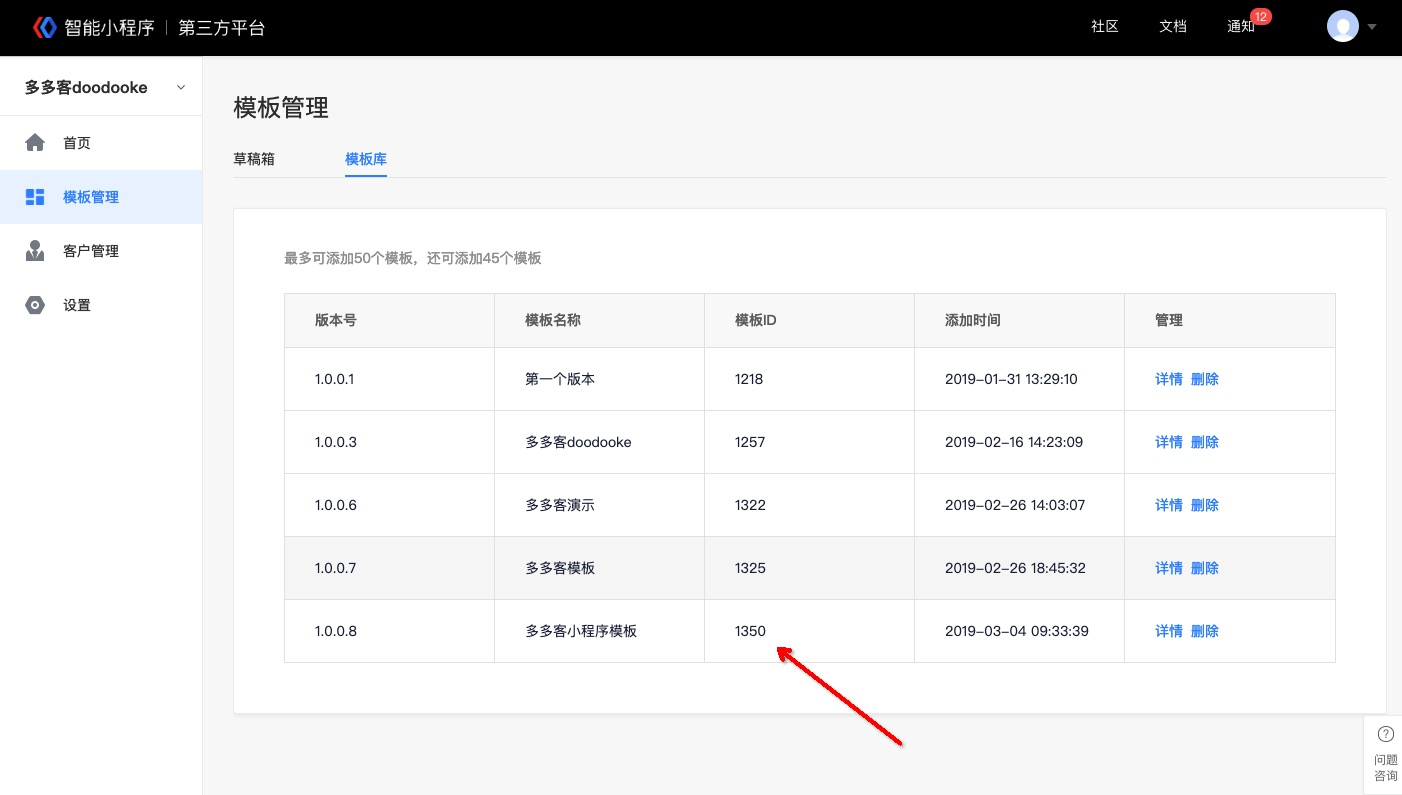 智能小程序 | 第三方平台
社区 文档 通知 12
多多客doodooke
首页
模板管理
客户管理
设置
模板管理
草稿箱 模板库
最多可添加50个模板，还可添加45个模板
版本号 模板名称 模板ID 添加时间 管理
1.0.0.1 第一个版本 1218 2019-01-31 13:29:10 详情 删除
1.0.0.3 多多客doodooke 1257 2019-02-16 14:23:09 详情 删除
1.0.0.6 多多客演示 1322 2019-02-26 14:03:07 详情 删除
1.0.0.7 多多客模板 1325 2019-02-26 18:45:32 详情 删除
1.0.0.8 多多客小程序模板 1350 2019-03-04 09:33:39 详情 删除
问题
咨询